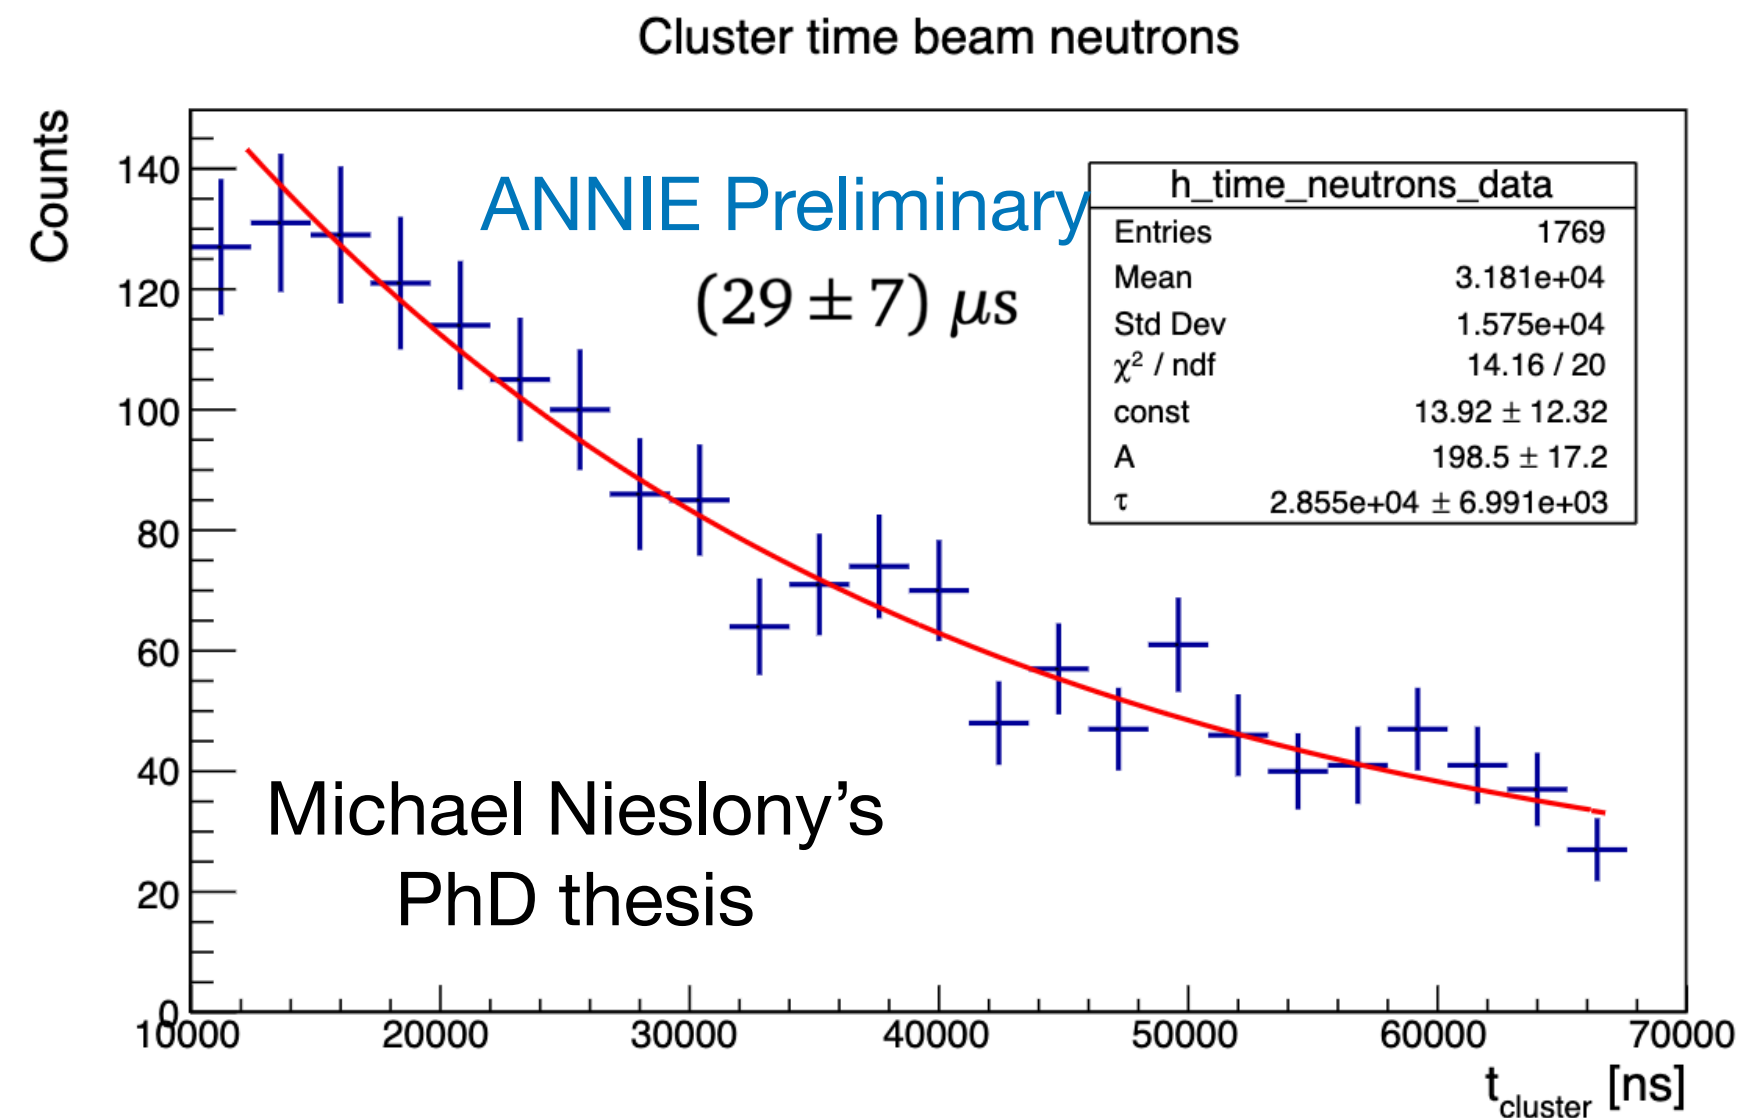 Cluster time beam neutrons
Counts
140
120
100
80
60
40
20
0
ANNIE Preliminary
(29 ± 7) μs
h_time_neutrons_data
Entries 1769
Mean 3.181e+04
Std Dev 1.575e+04
χ² / ndf 14.16 / 20
const 13.92 ± 12.32
A 198.5 ± 17.2
τ 2.855e+04 ± 6.991e+03
Michael Nieslony’s
PhD thesis
10000 20000 30000 40000 50000 60000 70000
t_cluster [ns]